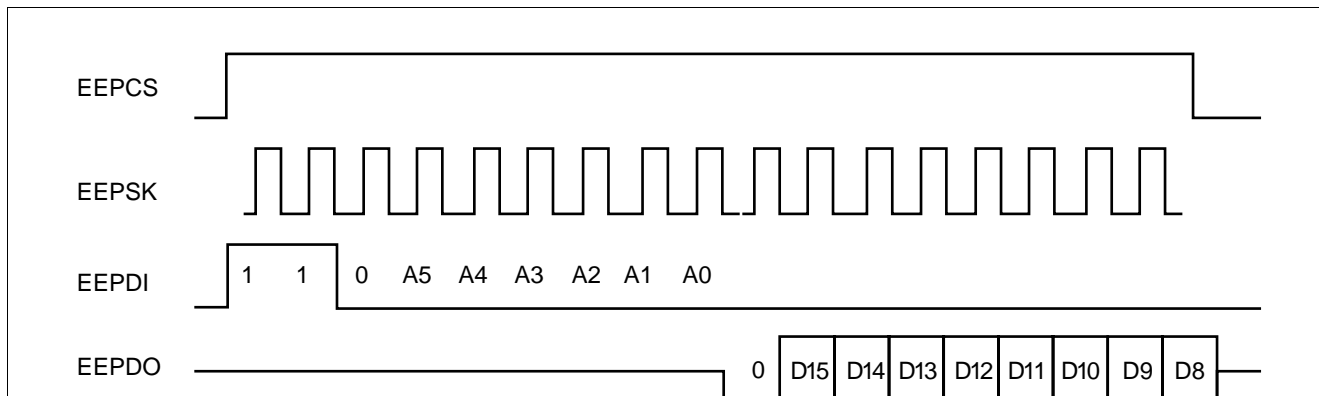 EEPCS
EEPSK
EEPDI 1 1 0 A5 A4 A3 A2 A1 A0
EEPDO 0 D15 D14 D13 D12 D11 D10 D9 D8